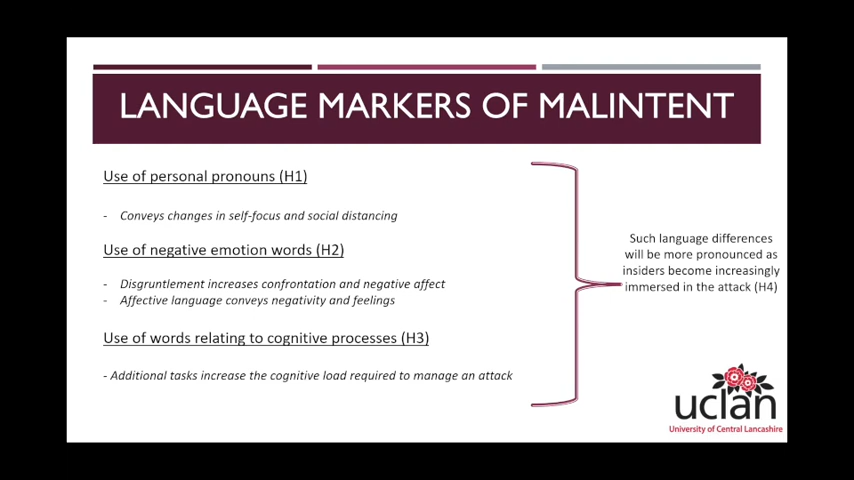 LANGUAGE MARKERS OF MALINTENT
Use of personal pronouns (H1)
- Conveys changes in self-focus and social distancing
Use of negative emotion words (H2)
- Disgruntlement increases confrontation and negative affect
- Affective language conveys negativity and feelings
Use of words relating to cognitive processes (H3)
- Additional tasks increase the cognitive load required to manage an attack
Such language differences
will be more pronounced as
insiders become increasingly
immersed in the attack (H4)
uclan
University of Central Lancashire